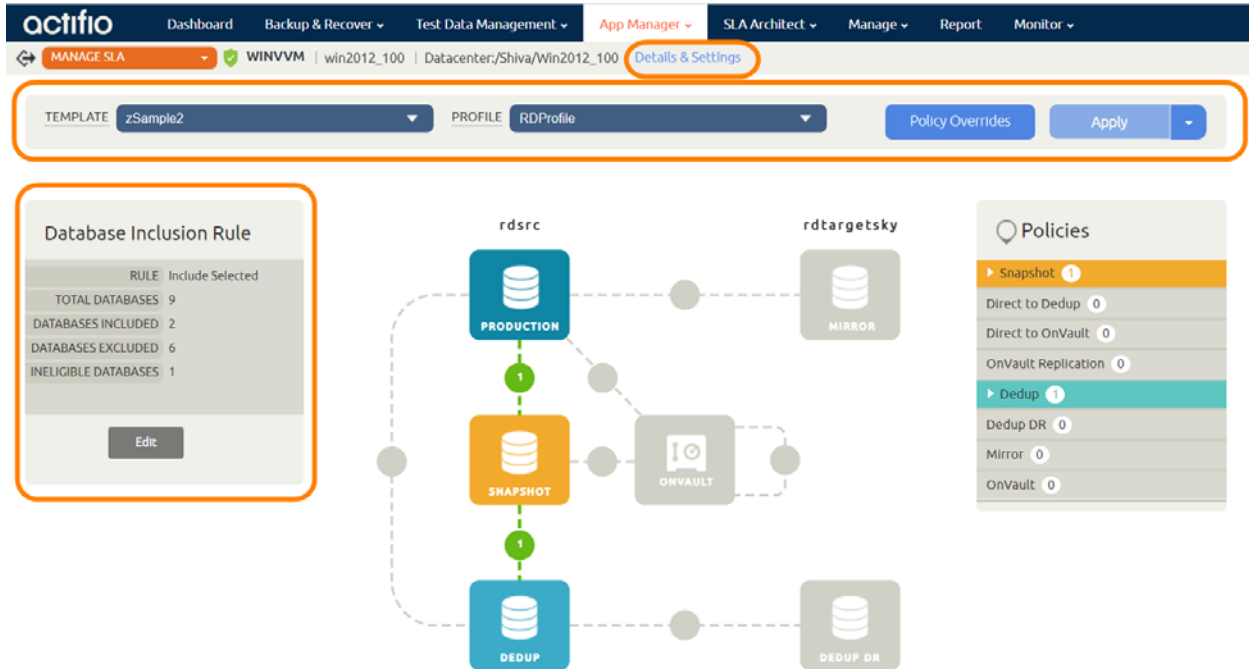 actifio Dashboard Backup & Recover Test Data Management App Manager SLA Architect Manage Report Monitor
MANAGE SLA WINVVM | win2012_100 | Datacenter:/Shiva/Win2012_100 Details & Settings
TEMPLATE zSample2 PROFILE RDProfile Policy Overrides Apply
Database Inclusion Rule
RULE Include Selected
TOTAL DATABASES 9
DATABASES INCLUDED 2
DATABASES EXCLUDED 6
INELIGIBLE DATABASES 1
Edit
rdsrc
rdtargetsky
PRODUCTION
MIRROR
1
SNAPSHOT
ONVAULT
1
DEDUP
DEDUP DR
Policies
Snapshot 1
Direct to Dedup 0
Direct to OnVault 0
OnVault Replication 0
Dedup 1
Dedup DR 0
Mirror 0
OnVault 0